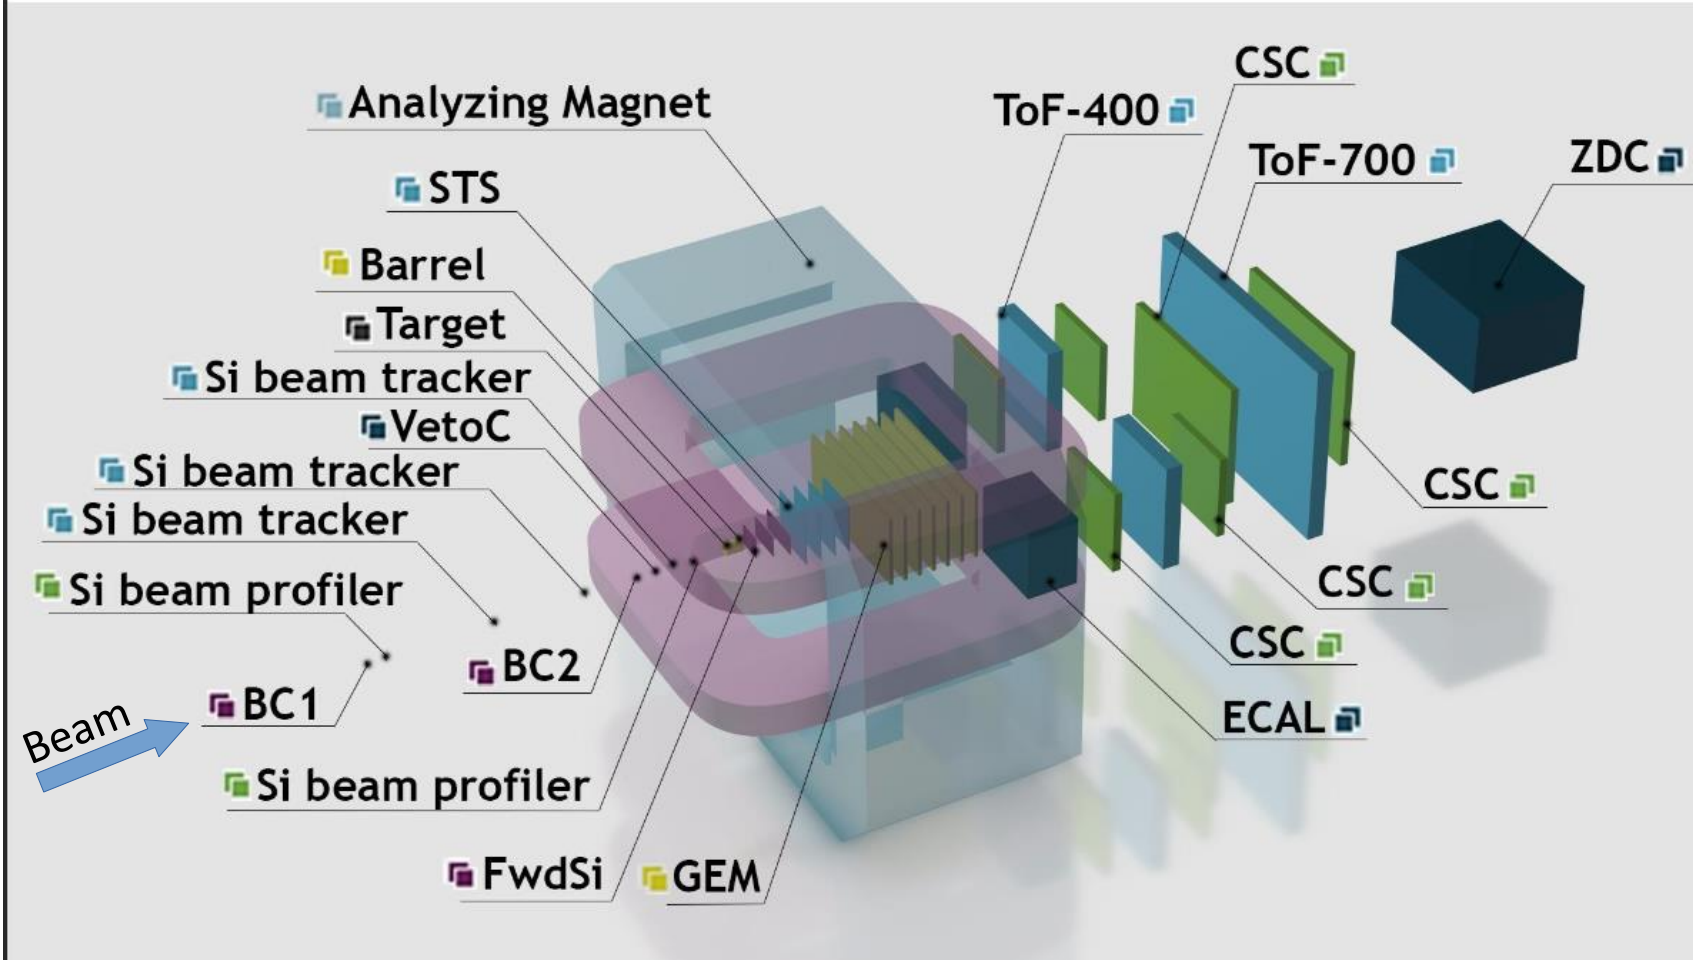 CSC
Analyzing Magnet
ToF-400
ToF-700
ZDC
STS
Barrel
Target
Si beam tracker
VetoC
Si beam tracker
CSC
Si beam tracker
Si beam profiler
CSC
CSC
BC2
BC1
ECAL
Beam
Si beam profiler
FwdSi
GEM